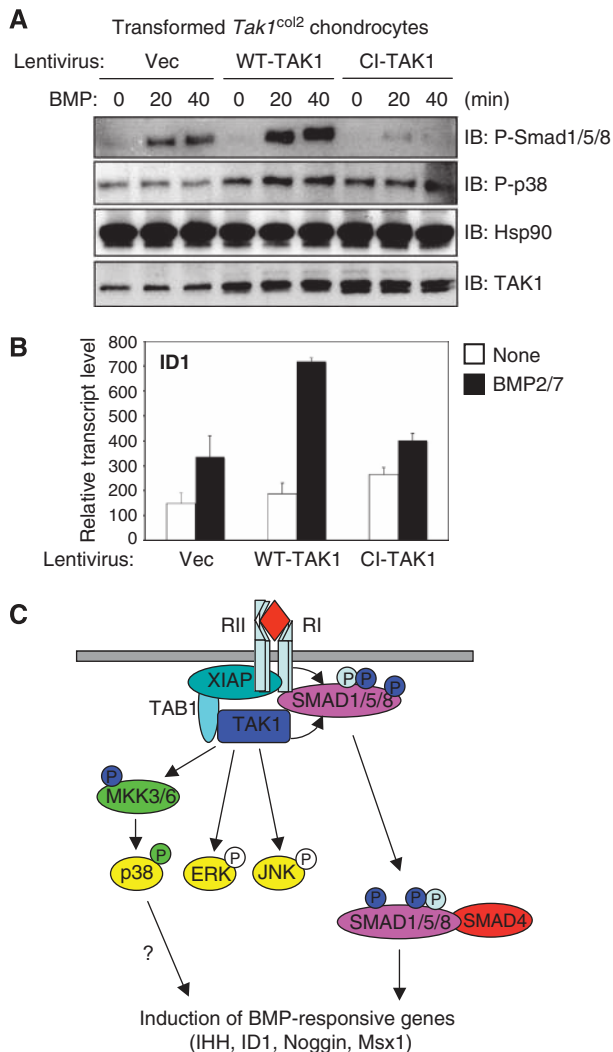 A
Transformed Tak1col2 chondrocytes
Lentivirus: Vec WT-TAK1 CI-TAK1
BMP: 0 20 40 0 20 40 0 20 40 (min)
IB: P-Smad1/5/8
IB: P-p38
IB: Hsp90
IB: TAK1
B
ID1
Relative transcript level
800
700
600
500
400
300
200
100
0
None
BMP2/7
Lentivirus: Vec WT-TAK1 CI-TAK1
C
RII RI
XIAP
P P P
SMAD1/5/8
TAB1
TAK1
P
MKK3/6
P P P
p38 ERK JNK
P P P
SMAD1/5/8 SMAD4
?
Induction of BMP-responsive genes
(IHH, ID1, Noggin, Msx1)